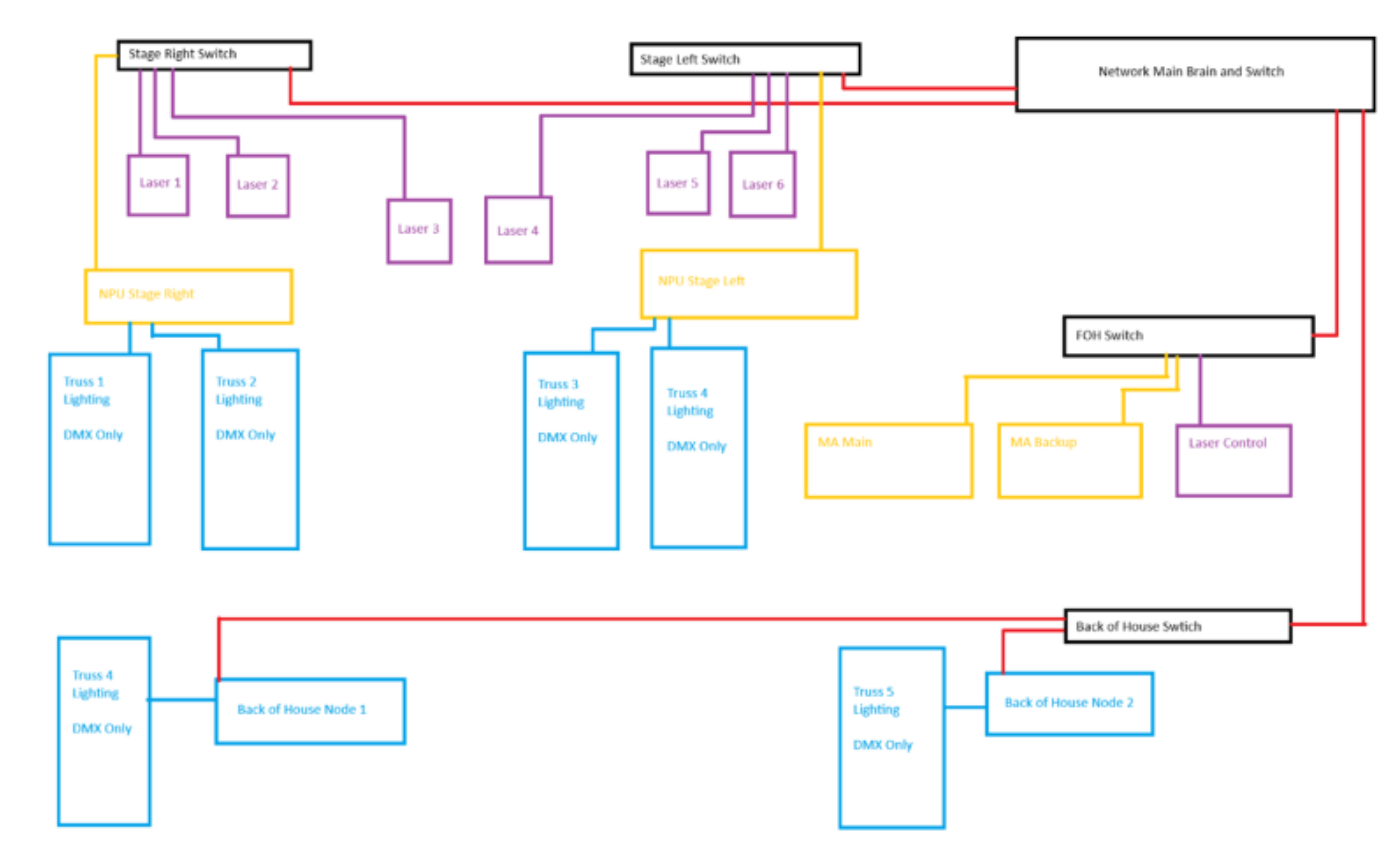 Stage Right Switch
Stage Left Switch
Network Main Brain and Switch
Laser 1
Laser 2
Laser 3
Laser 4
Laser 5
Laser 6
NPU Stage Right
NPU Stage Left
Truss 1
Lighting
DMX Only
Truss 2
Lighting
DMX Only
Truss 3
Lighting
DMX Only
Truss 4
Lighting
DMX Only
FOH Switch
MA Main
MA Backup
Laser Control
Back of House Swtich
Truss 4
Lighting
DMX Only
Back of House Node 1
Truss 5
Lighting
DMX Only
Back of House Node 2